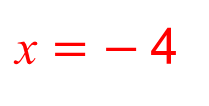 x = - 4